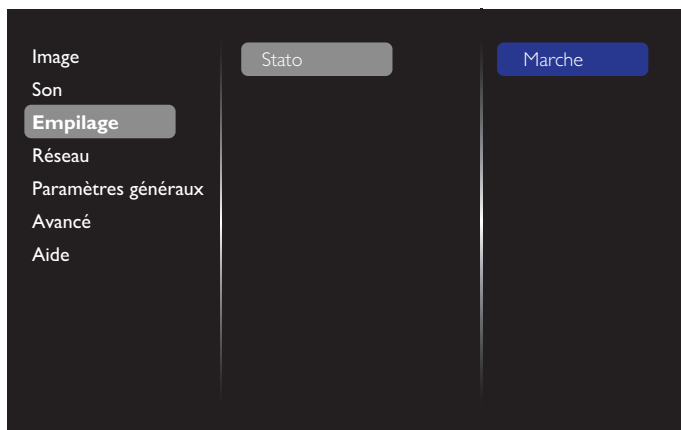 Image
Son
Empilage
Réseau
Paramètres généraux
Avancé
Aide
Stato
Marche